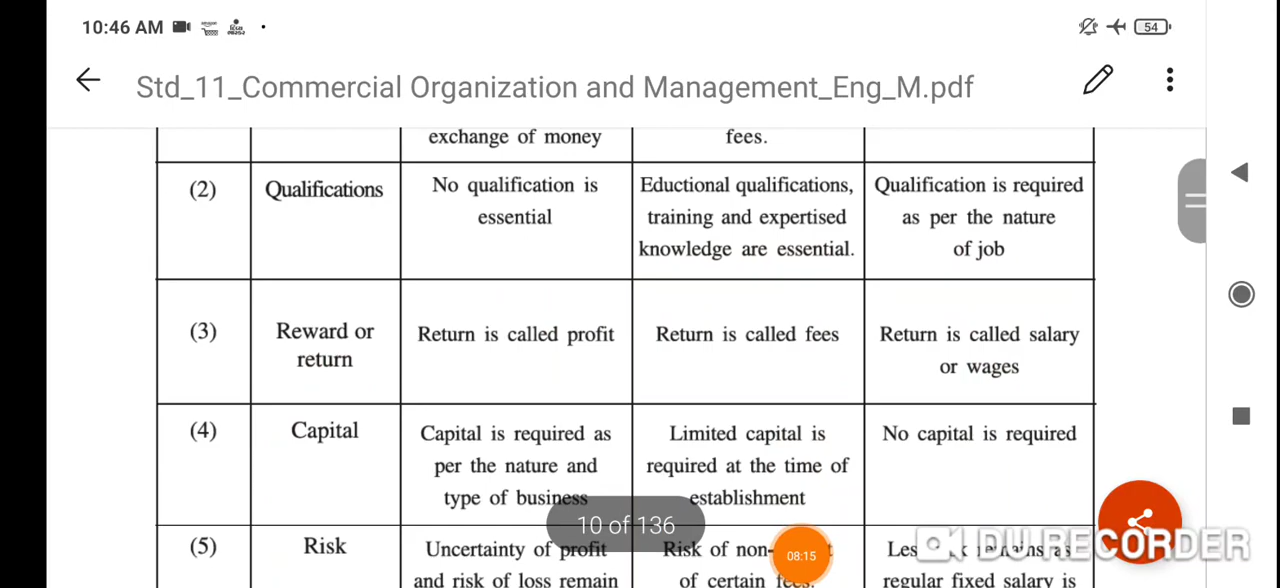 10:46 AM
54
Std_11_Commercial Organization and Management_Eng_M.pdf
exchange of money
fees.
(2)
Qualifications
No qualification is
essential
Eductional qualifications,
training and expertised
knowledge are essential.
Qualification is required
as per the nature
of job
(3)
Reward or
return
Return is called profit
Return is called fees
Return is called salary
or wages
(4)
Capital
Capital is required as
per the nature and
type of business
Limited capital is
required at the time of
establishment
No capital is required
10 of 136
(5)
Risk
Uncertainty of profit
and risk of loss remain
Risk of non-
of certain fees.
08:15
regular fixed salary is
DU RECORDER